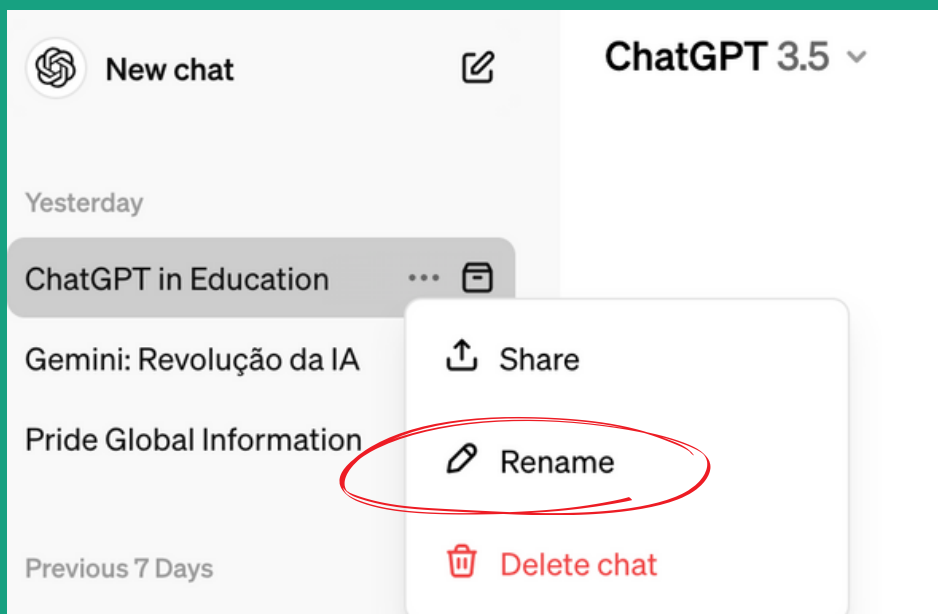 New chat
ChatGPT 3.5
Yesterday
ChatGPT in Education
Gemini: Revolução da IA
Pride Global Information
Previous 7 Days
Share
Rename
Delete chat